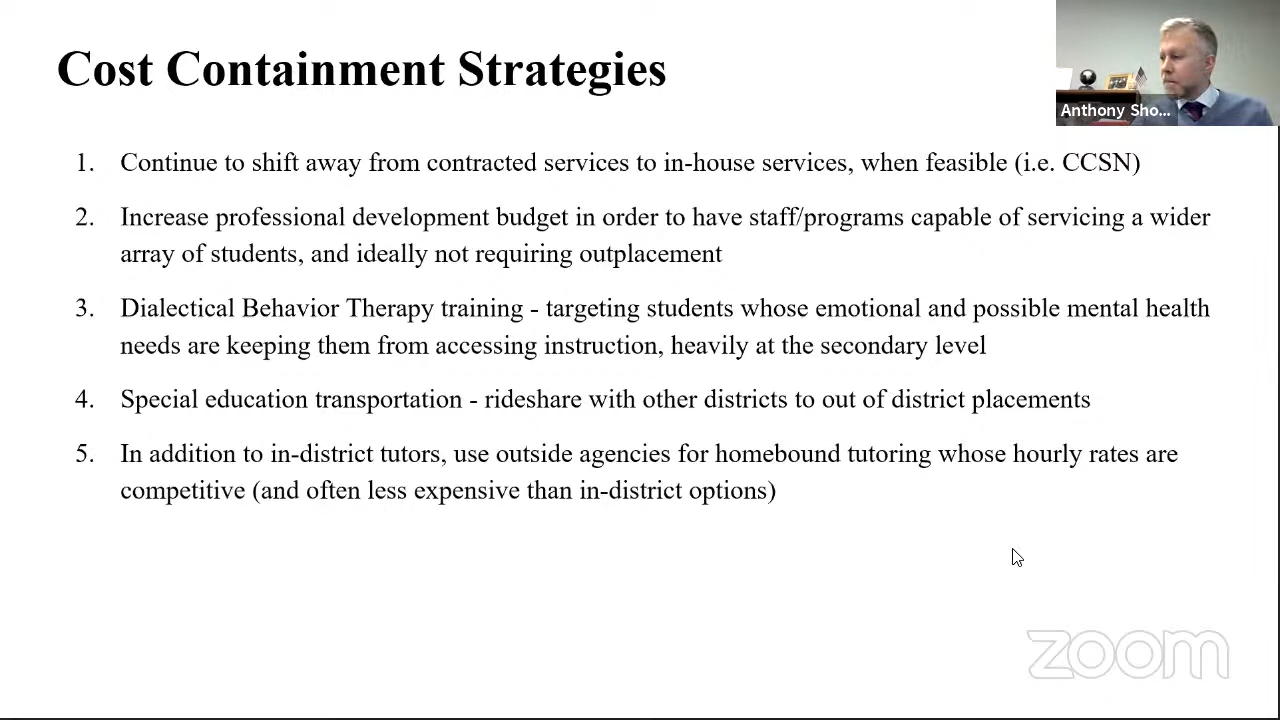 Cost Containment Strategies
Anthony Sho...
1. Continue to shift away from contracted services to in-house services, when feasible (i.e. CCSN)
2. Increase professional development budget in order to have staff/programs capable of servicing a wider
array of students, and ideally not requiring outplacement
3. Dialectical Behavior Therapy training - targeting students whose emotional and possible mental health
needs are keeping them from accessing instruction, heavily at the secondary level
4. Special education transportation - rideshare with other districts to out of district placements
5. In addition to in-district tutors, use outside agencies for homebound tutoring whose hourly rates are
competitive (and often less expensive than in-district options)
zoom